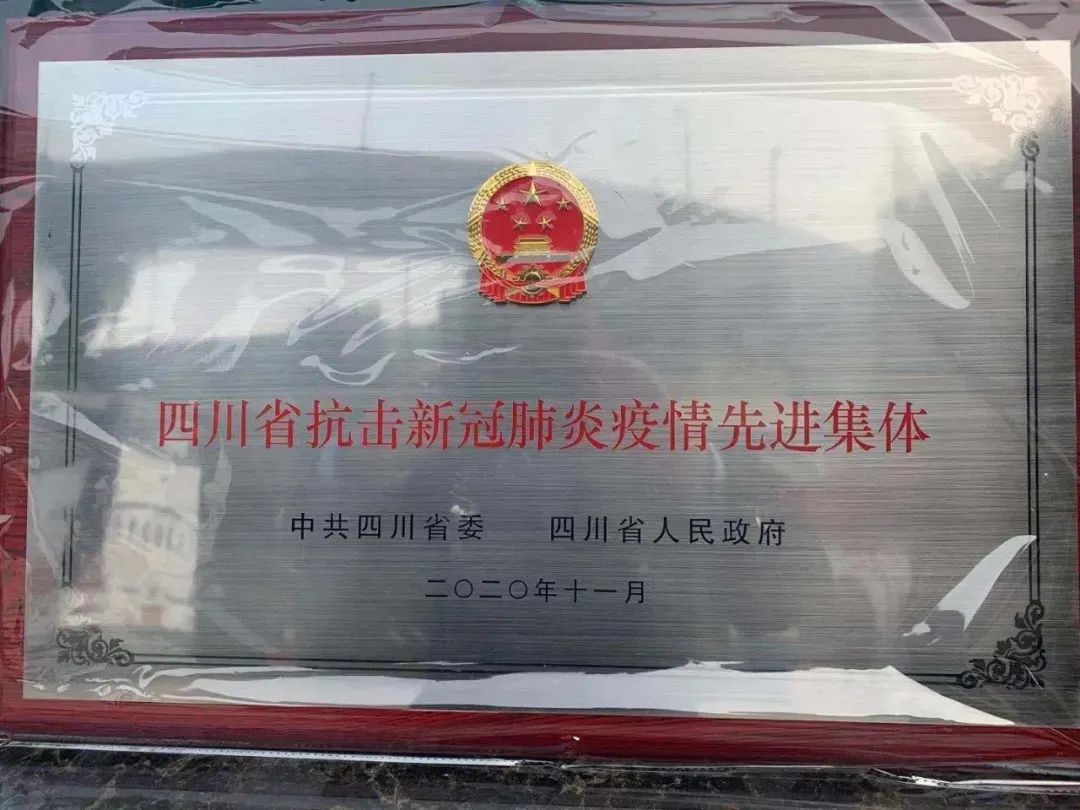 四川省抗击新冠肺炎疫情先进集体
中共四川省委 四川省人民政府
二〇二〇年十一月